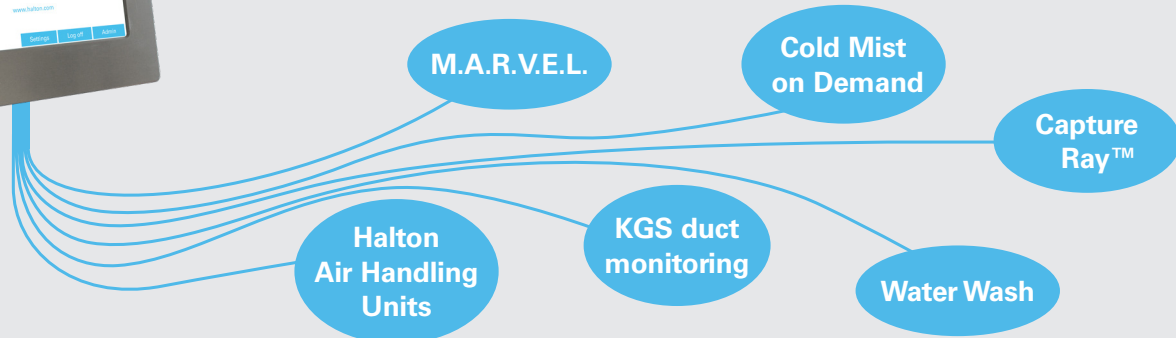 www.halton.com
Settings
Log off
Admin
M.A.R.V.E.L.
Cold Mist
on Demand
Capture
Ray™
Halton
Air Handling
Units
KGS duct
monitoring
Water Wash